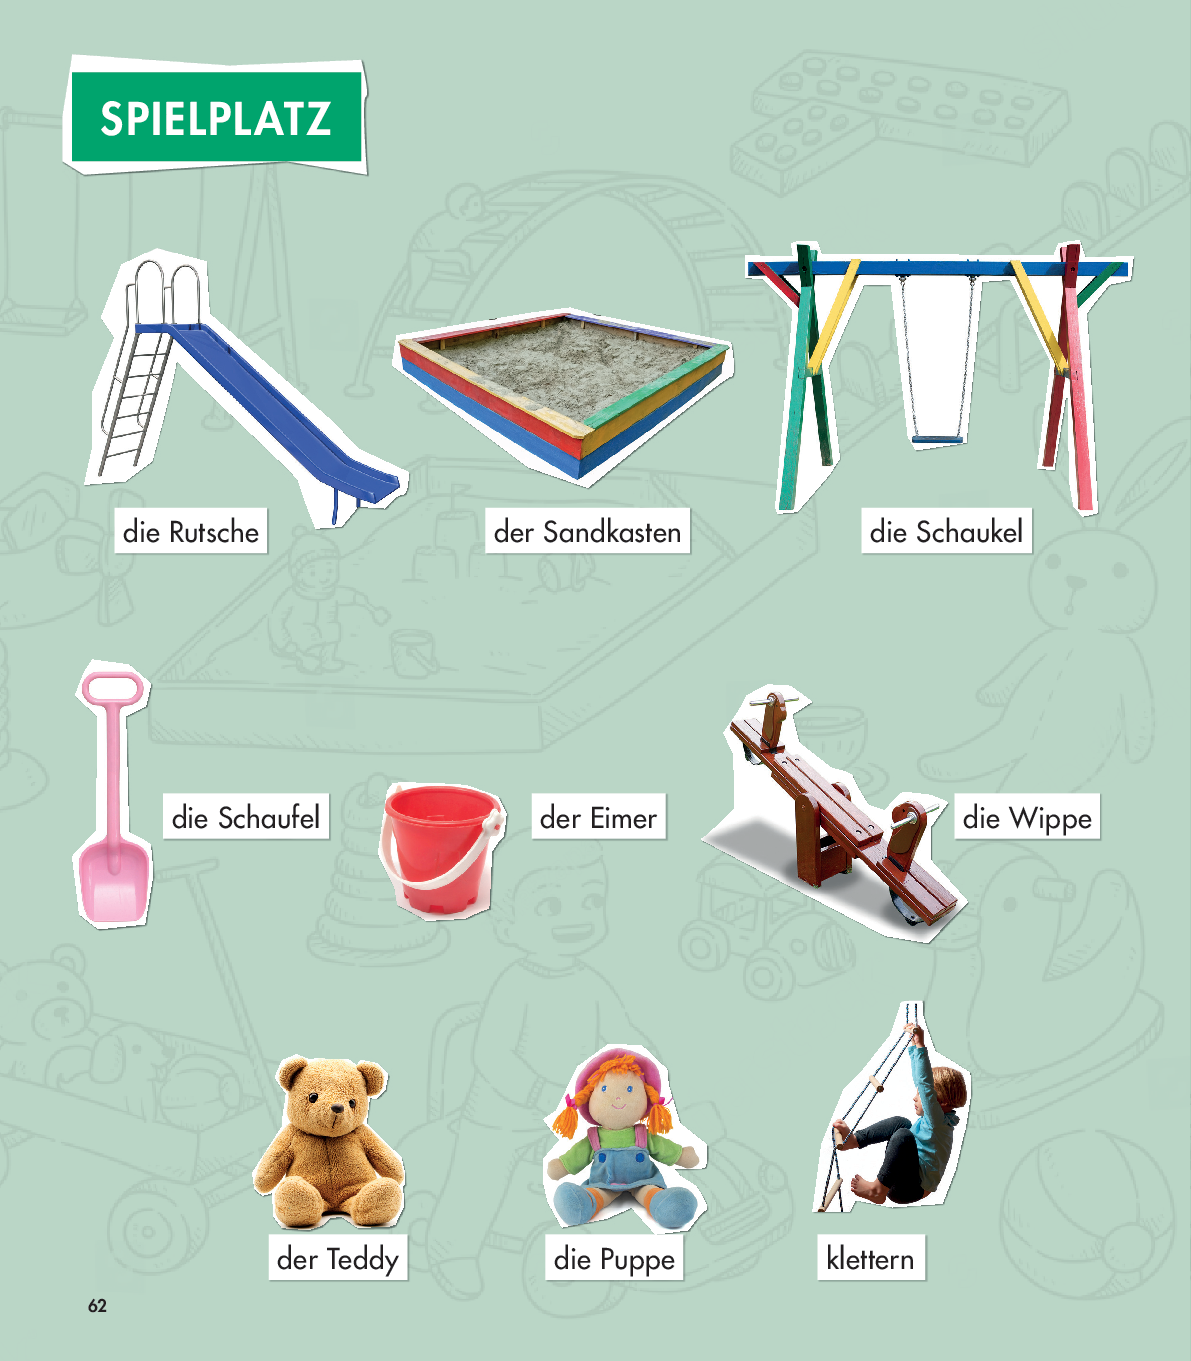 SPIELPLATZ
die Rutsche
der Sandkasten
die Schaukel
die Schaufel
der Eimer
die Wippe
der Teddy
die Puppe
klettern
62